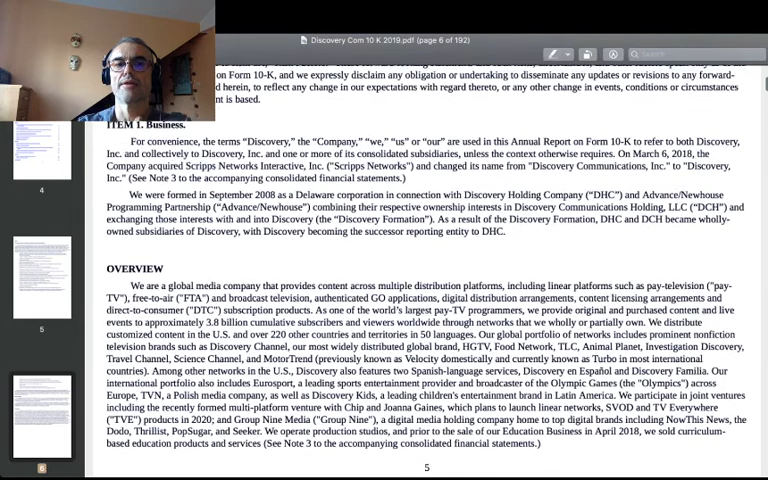 Discovery Com 10 K 2019.pdf (page 6 of 192)
Search
on Form 10-K, and we expressly disclaim any obligation or undertaking to disseminate any updates or revisions to any forward-
d herein, to reflect any change in our expectations with regard thereto, or any other change in events, conditions or circumstances
nt is based.
ITEM 1. Business.
For convenience, the terms “Discovery,” the “Company,” “we,” “us” or “our” are used in this Annual Report on Form 10-K to refer to both Discovery,
Inc. and collectively to Discovery, Inc. and one or more of its consolidated subsidiaries, unless the context otherwise requires. On March 6, 2018, the
Company acquired Scripps Networks Interactive, Inc. ("Scripps Networks") and changed its name from "Discovery Communications, Inc." to "Discovery,
Inc." (See Note 3 to the accompanying consolidated financial statements.)
We were formed in September 2008 as a Delaware corporation in connection with Discovery Holding Company (“DHC”) and Advance/Newhouse
Programming Partnership (“Advance/Newhouse”) combining their respective ownership interests in Discovery Communications Holding, LLC (“DCH”) and
exchanging those interests with and into Discovery (the “Discovery Formation”). As a result of the Discovery Formation, DHC and DCH became wholly-
owned subsidiaries of Discovery, with Discovery becoming the successor reporting entity to DHC.
OVERVIEW
We are a global media company that provides content across multiple distribution platforms, including linear platforms such as pay-television ("pay-
TV"), free-to-air ("FTA") and broadcast television, authenticated GO applications, digital distribution arrangements, content licensing arrangements and
direct-to-consumer ("DTC") subscription products. As one of the world’s largest pay-TV programmers, we provide original and purchased content and live
events to approximately 3.8 billion cumulative subscribers and viewers worldwide through networks that we wholly or partially own. We distribute
customized content in the U.S. and over 220 other countries and territories in 50 languages. Our global portfolio of networks includes prominent nonfiction
television brands such as Discovery Channel, our most widely distributed global brand, HGTV, Food Network, TLC, Animal Planet, Investigation Discovery,
Travel Channel, Science Channel, and MotorTrend (previously known as Velocity domestically and currently known as Turbo in most international
countries). Among other networks in the U.S., Discovery also features two Spanish-language services, Discovery en Español and Discovery Familia. Our
international portfolio also includes Eurosport, a leading sports entertainment provider and broadcaster of the Olympic Games (the "Olympics") across
Europe, TVN, a Polish media company, as well as Discovery Kids, a leading children's entertainment brand in Latin America. We participate in joint ventures
including the recently formed multi-platform venture with Chip and Joanna Gaines, which plans to launch linear networks, SVOD and TV Everywhere
("TVE") products in 2020; and Group Nine Media ("Group Nine"), a digital media holding company home to top digital brands including NowThis News, the
Dodo, Thrillist, PopSugar, and Seeker. We operate production studios, and prior to the sale of our Education Business in April 2018, we sold curriculum-
based education products and services (See Note 3 to the accompanying consolidated financial statements.)
5
4
5
6